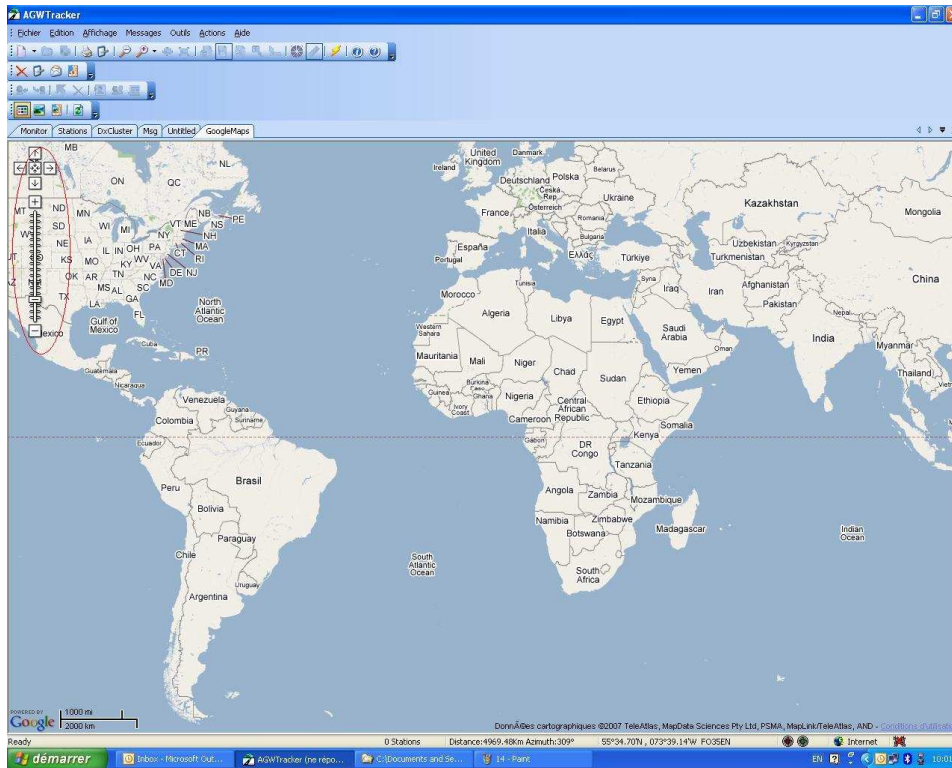 AGWTracker
Fichier Edition Affichage Messages Outils Actions Aide
Monitor Stations DxCluster Msg Untitled GoogleMaps
MB
ON
QC
NL
NB
PE
NS
VT ME
NH
MA
RI
CT
NY
DE NJ
MD
MT
ND
MN
SD
WI
MI
IA
NE
IL IN OH PA
KS
MO
KY WV
VA
OK AR TN NC
MS AL SC
GA
TX
LA
FL
Gulf of
Mexico
Cuba
PR
Guatemala
Nicaragua
North
Atlantic
Ocean
Venezuela
Guyana
Suriname
Colombia
Ecuador
Peru
Brasil
Bolivia
Paraguay
Chile
Uruguay
Argentina
South
Atlantic
Ocean
United
Kingdom
Ireland
Danmark
Deutschland
Polska
Belarus
Česká
Rep.
Österreich
Ukraine
France
Romania
Bulgaria
Italia
España
Portugal
Ελλάς
Türkiye
Kazakhstan
Mongolia
Uzbekistan
Kyrgyzstan
Turkmenistan
China
Syria
Iraq
Iran
Afghanistan
Pakistan
Nepal
India
Myanmar
Thailand
Morocco
Tunisia
Algeria
Libya
Egypt
Saudi
Arabia
Oman
Yemen
Western
Sahara
Mauritania
Mali
Niger
Chad
Sudan
Guinea
Burkina
Faso
Ghana
Ivory
Coast
Nigeria
Cameroon
Central
African
Republic
Ethiopia
Somalia
Kenya
Gabon
DR
Congo
Tanzania
Angola
Zambia
Mozambique
Namibia
Zimbabwe
Botswana
Madagascar
South
Africa
Indian
Ocean
POWERED BY
Google
1000 mi
2000 km
DonnÃ©es cartographiques ©2007 TeleAtlas, MapData Sciences Pty Ltd, PSMA, MapLink/TeleAtlas, AND - Conditions d'utilisatio
Ready 0 Stations Distance:4969.48Km Azimuth:309° 55°34.70'N , 073°39.14'W FO35EN Internet
démarrer Inbox - Microsoft Out... AGWTracker (ne répo... C:\Documents and Se... 14 - Paint EN